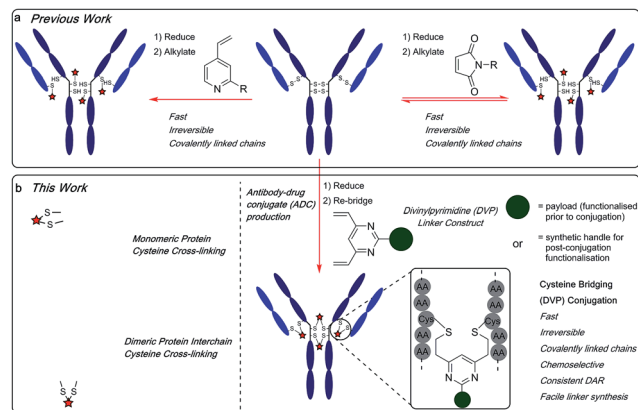 a Previous Work
1) Reduce
2) Alkylate
R
N
Fast
Irreversible
Covalently linked chains
1) Reduce
2) Alkylate
O
N-R
O
Fast
Irreversible
Covalently linked chains
HS
S
S
SH
HS
S
S-S
S-S
S
S
HS
S
S
SH
HS
S
b This Work
S
S
Monomeric Protein
Cysteine Cross-linking
Dimeric Protein Interchain
Cysteine Cross-linking
S S
Antibody-drug
conjugate (ADC)
production
1) Reduce
2) Re-bridge
N
N
Divinylpyrimidine (DVP)
Linker Construct
= payload (functionalised
prior to conjugation)
or
= synthetic handle for
post-conjugation
functionalisation
AA
AA
Cys
AA
AA
S
S
AA
AA
Cys
AA
AA
N
N
Cysteine Bridging
(DVP) Conjugation
Fast
Irreversible
Covalently linked chains
Chemoselective
Consistent DAR
Facile linker synthesis